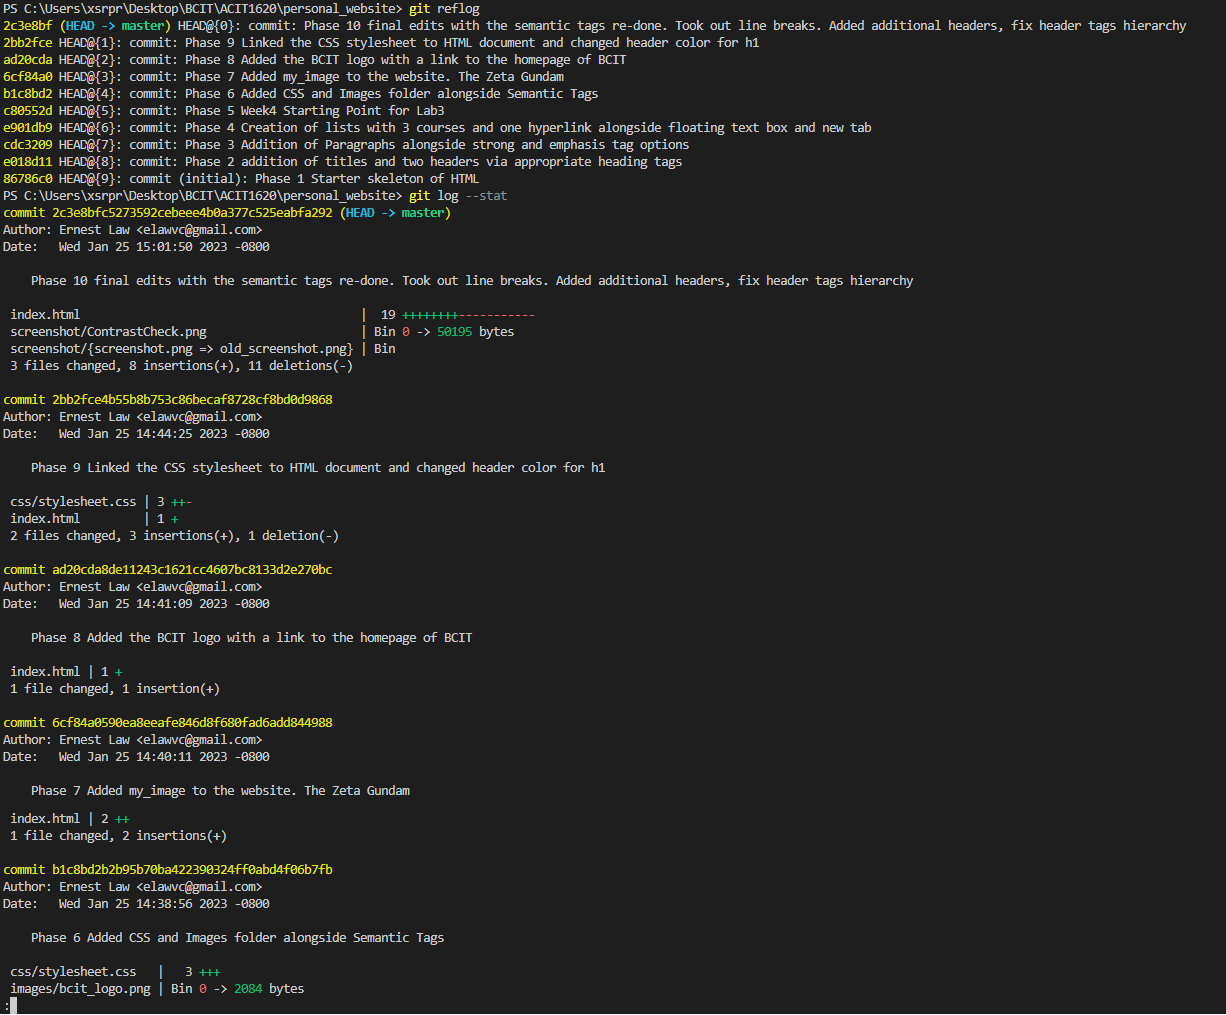 PS C:\Users\xsrpr\Desktop\BCIT\ACIT1620\personal_website> git reflog
2c3e8bf (HEAD -> master) HEAD@{0}: commit: Phase 10 final edits with the semantic tags re-done. Took out line breaks. Added additional headers, fix header tags hierarchy
2bb2fce HEAD@{1}: commit: Phase 9 Linked the CSS stylesheet to HTML document and changed header color for h1
ad20cda HEAD@{2}: commit: Phase 8 Added the BCIT logo with a link to the homepage of BCIT
6cf84a0 HEAD@{3}: commit: Phase 7 Added my_image to the website. The Zeta Gundam
b1c8bd2 HEAD@{4}: commit: Phase 6 Added CSS and Images folder alongside Semantic Tags
c80552d HEAD@{5}: commit: Phase 5 Week4 Starting Point for Lab3
e901db9 HEAD@{6}: commit: Phase 4 Creation of lists with 3 courses and one hyperlink alongside floating text box and new tab
cdc3209 HEAD@{7}: commit: Phase 3 Addition of Paragraphs alongside strong and emphasis tag options
e018d11 HEAD@{8}: commit: Phase 2 addition of titles and two headers via appropriate heading tags
86786c0 HEAD@{9}: commit (initial): Phase 1 Starter skeleton of HTML
PS C:\Users\xsrpr\Desktop\BCIT\ACIT1620\personal_website> git log --stat
commit 2c3e8bfc5273592cebeee4b0a377c525eabfa292 (HEAD -> master)
Author: Ernest Law <elawvc@gmail.com>
Date:   Wed Jan 25 15:01:50 2023 -0800
    Phase 10 final edits with the semantic tags re-done. Took out line breaks. Added additional headers, fix header tags hierarchy
 index.html                                        |  19 ++++++++-----------
 screenshot/ContrastCheck.png                      | Bin 0 -> 50195 bytes
 screenshot/{screenshot.png => old_screenshot.png} | Bin
 3 files changed, 8 insertions(+), 11 deletions(-)
commit 2bb2fce4b55b8b753c86becaf8728cf8bd0d9868
Author: Ernest Law <elawvc@gmail.com>
Date:   Wed Jan 25 14:44:25 2023 -0800
    Phase 9 Linked the CSS stylesheet to HTML document and changed header color for h1
 css/stylesheet.css | 3 ++-
 index.html         | 1 +
 2 files changed, 3 insertions(+), 1 deletion(-)
commit ad20cda8de11243c1621cc4607bc8133d2e270bc
Author: Ernest Law <elawvc@gmail.com>
Date:   Wed Jan 25 14:41:09 2023 -0800
    Phase 8 Added the BCIT logo with a link to the homepage of BCIT
 index.html | 1 +
 1 file changed, 1 insertion(+)
commit 6cf84a0590ea8eeafe846d8f680fad6add844988
Author: Ernest Law <elawvc@gmail.com>
Date:   Wed Jan 25 14:40:11 2023 -0800
    Phase 7 Added my_image to the website. The Zeta Gundam
 index.html | 2 ++
 1 file changed, 2 insertions(+)
commit b1c8bd2b2b95b70ba422390324ff0abd4f06b7fb
Author: Ernest Law <elawvc@gmail.com>
Date:   Wed Jan 25 14:38:56 2023 -0800
    Phase 6 Added CSS and Images folder alongside Semantic Tags
 css/stylesheet.css   |   3 +++
 images/bcit_logo.png | Bin 0 -> 2084 bytes
: